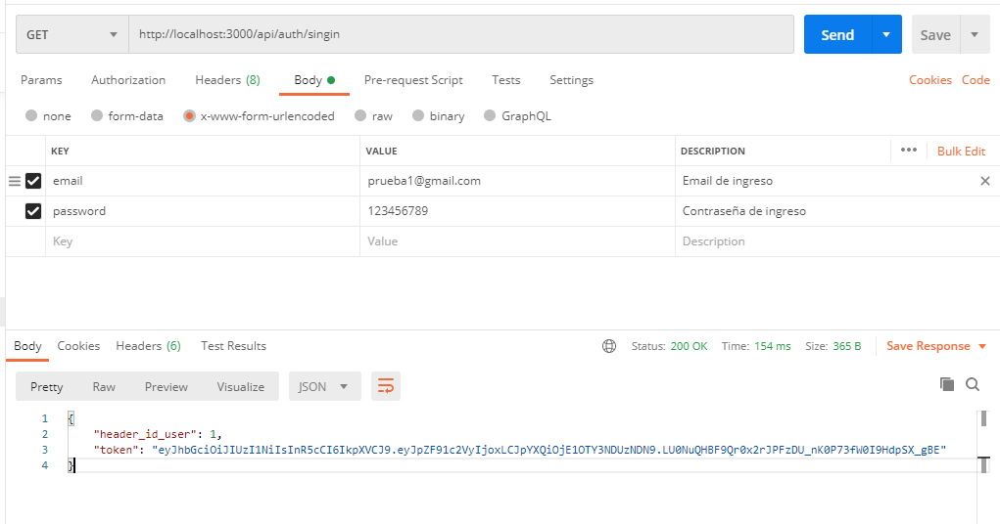 GET http://localhost:3000/api/auth/singin Send Save
Params Authorization Headers (8) Body Pre-request Script Tests Settings Cookies Code
none form-data x-www-form-urlencoded raw binary GraphQL
KEY VALUE DESCRIPTION ••• Bulk Edit
email prueba1@gmail.com Email de ingreso
password 123456789 Contraseña de ingreso
Key Value Description
Body Cookies Headers (6) Test Results Status: 200 OK Time: 154 ms Size: 365 B Save Response
Pretty Raw Preview Visualize JSON
1 {
2 "header_id_user": 1,
3 "token": "eyJhbGciOiJIUzI1NiIsInR5cCI6IkpXVCJ9.eyJpZF91c2VyIjoxLCJpYXQiOjE1OTY3NDUzNDN9.LU0NuQHBF9Qr0x2rJPFzDU_nK0P73fW0I9HdpSX_gBE"
4 }